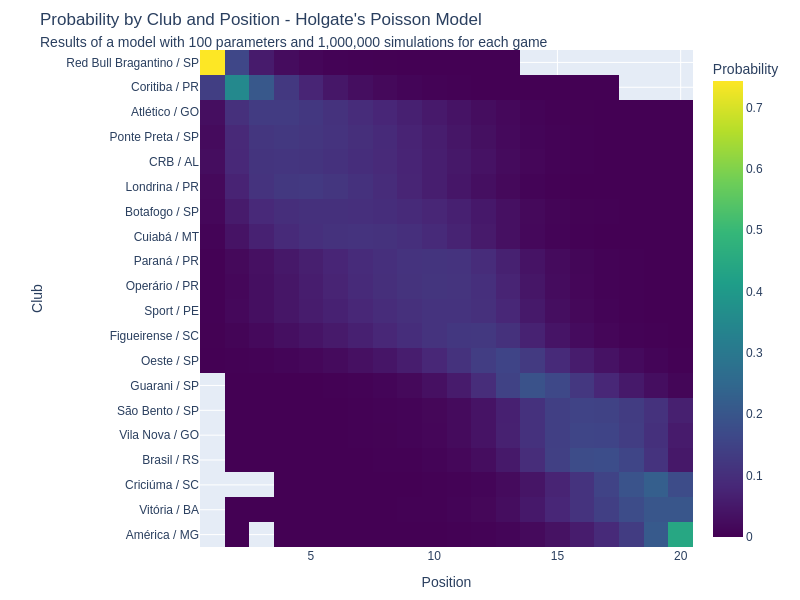 Probability by Club and Position - Holgate's Poisson Model
Results of a model with 100 parameters and 1,000,000 simulations for each game
Probability
Club
Red Bull Bragantino / SP
Coritiba / PR
Atlético / GO
Ponte Preta / SP
CRB / AL
Londrina / PR
Botafogo / SP
Cuiabá / MT
Paraná / PR
Operário / PR
Sport / PE
Figueirense / SC
Oeste / SP
Guarani / SP
São Bento / SP
Vila Nova / GO
Brasil / RS
Criciúma / SC
Vitória / BA
América / MG
5
10
15
20
Position
0.7
0.6
0.5
0.4
0.3
0.2
0.1
0